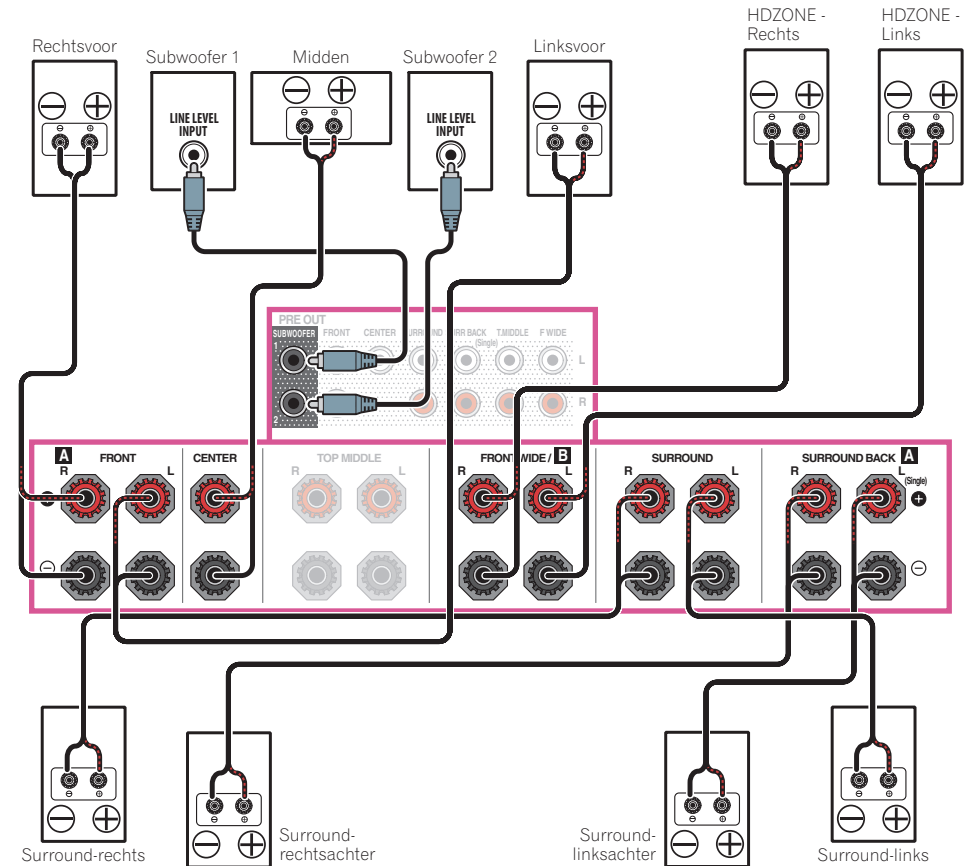 HDZONE -
Rechts
HDZONE -
Links
Rechtsvoor
Subwoofer 1
Midden
Subwoofer 2
Linksvoor
LINE LEVEL
INPUT
LINE LEVEL
INPUT
PRE OUT
SUBWOOFER FRONT CENTER T.MIDDLE F WIDE
(Single)
1
L
2
R
A FRONT CENTER TOP MIDDLE FRONT WIDE / B SURROUND SURROUND BACK A
R L R L R L R L R L
(Single)
Surround-rechts
Surround-
rechtsachter
Surround-
linksachter
Surround-links